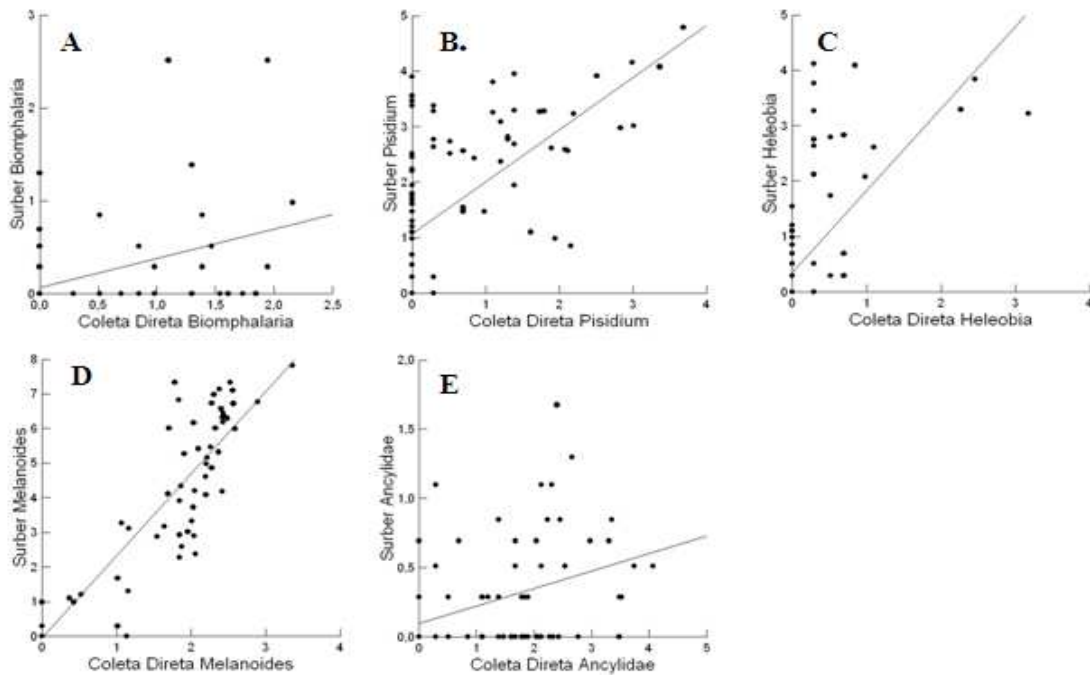 A
Surber Biomphalaria
3
2
1
0
0,0 0,5 1,0 1,5 2,0 2,5
Coleta Direta Biomphalaria
B.
Surber Pisidium
5
4
3
2
1
0
0 1 2 3 4
Coleta Direta Pisidium
C
Surber Heleobia
5
4
3
2
1
0
0 1 2 3 4
Coleta Direta Heleobia
D
Surber Melanoides
8
7
6
5
4
3
2
1
0
0 1 2 3 4
Coleta Direta Melanoides
E
Surber Ancylidae
2,0
1,5
1,0
0,5
0,0
0 1 2 3 4 5
Coleta Direta Ancylidae